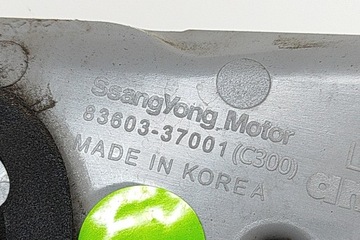 SsangYong Motor
83603-37001 (C300)
MADE IN KOREA